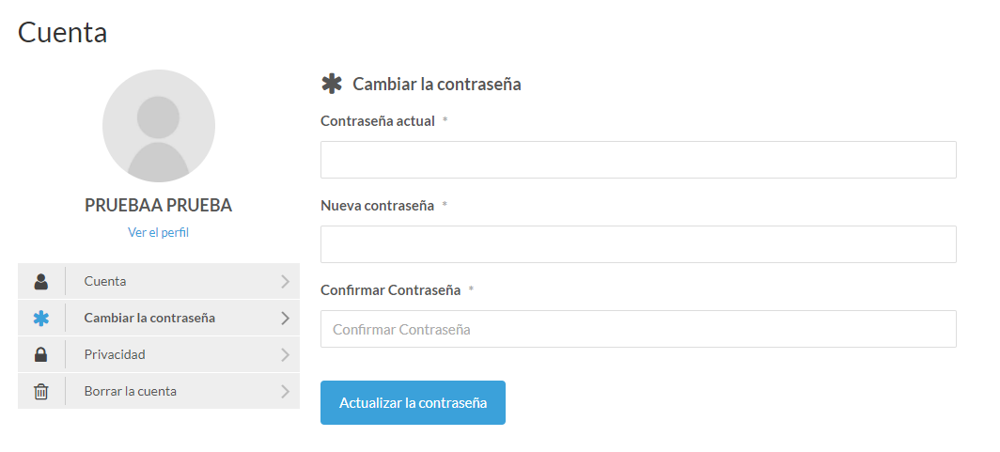 Cuenta
PRUEBAA PRUEBA
Ver el perfil
Cuenta
Cambiar la contraseña
Privacidad
Borrar la cuenta
Cambiar la contraseña
Contraseña actual *
Nueva contraseña *
Confirmar Contraseña *
Confirmar Contraseña
Actualizar la contraseña